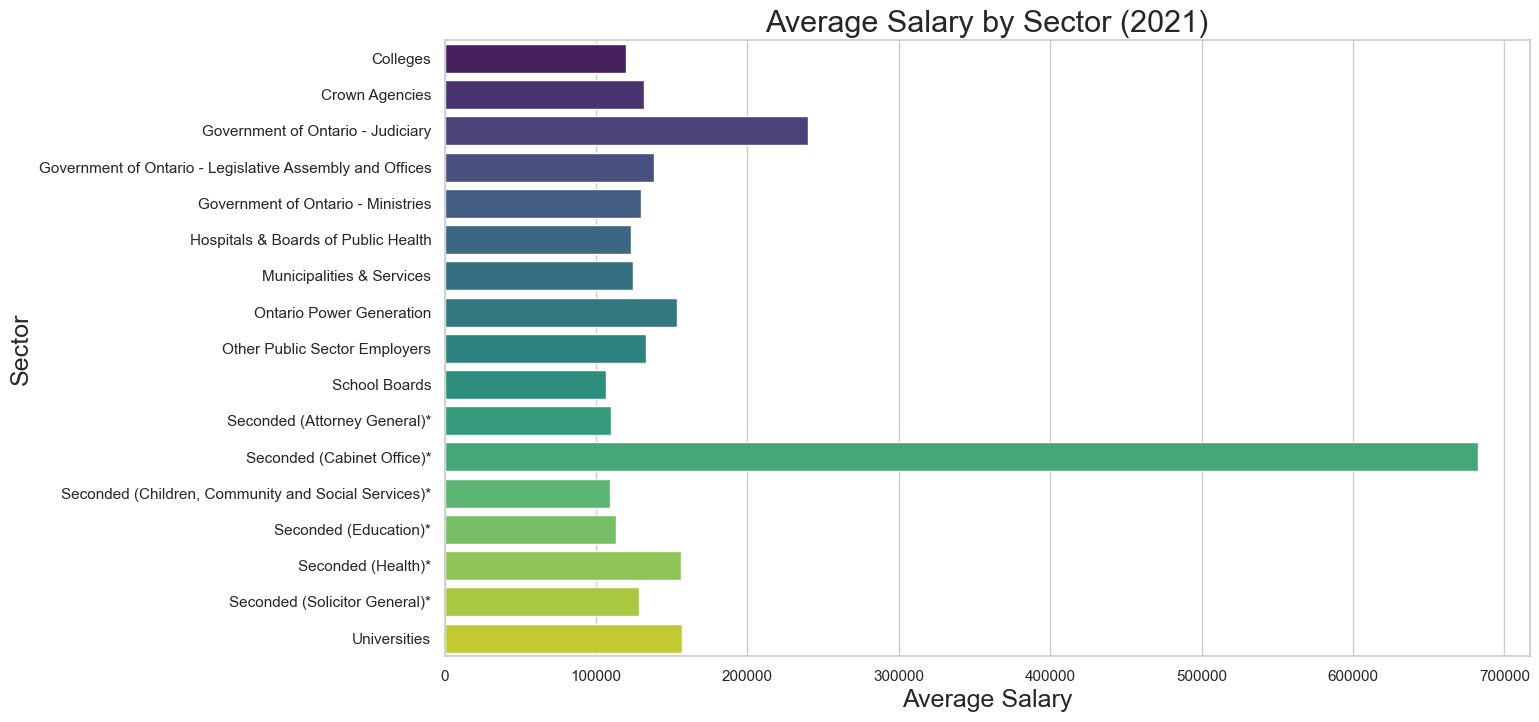 Average Salary by Sector (2021)
Sector
Colleges
Crown Agencies
Government of Ontario - Judiciary
Government of Ontario - Legislative Assembly and Offices
Government of Ontario - Ministries
Hospitals & Boards of Public Health
Municipalities & Services
Ontario Power Generation
Other Public Sector Employers
School Boards
Seconded (Attorney General)*
Seconded (Cabinet Office)*
Seconded (Children, Community and Social Services)*
Seconded (Education)*
Seconded (Health)*
Seconded (Solicitor General)*
Universities
0 100000 200000 300000 400000 500000 600000 700000
Average Salary